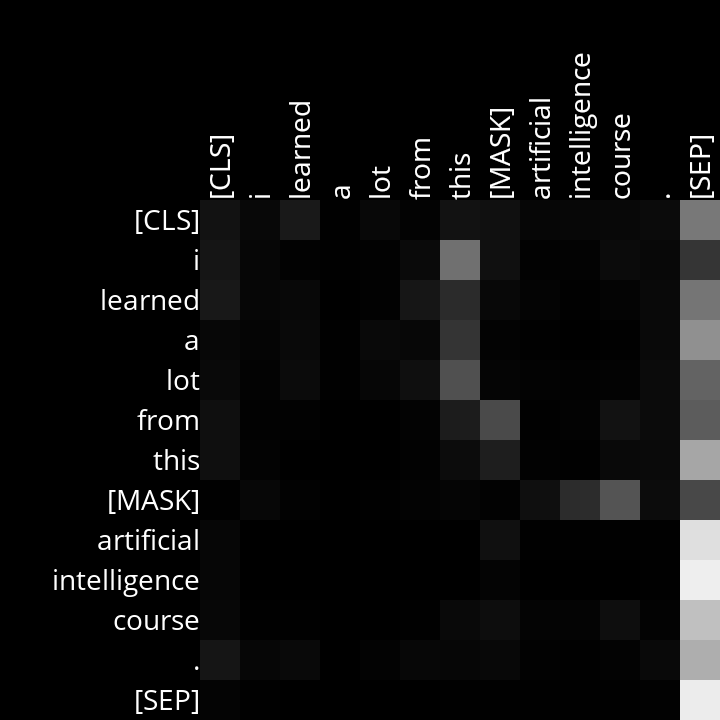 [CLS]
i
learned
a
lot
from
this
[MASK]
artificial
intelligence
course
.
[SEP]
[CLS]
i
learned
a
lot
from
this
[MASK]
artificial
intelligence
course
.
[SEP]